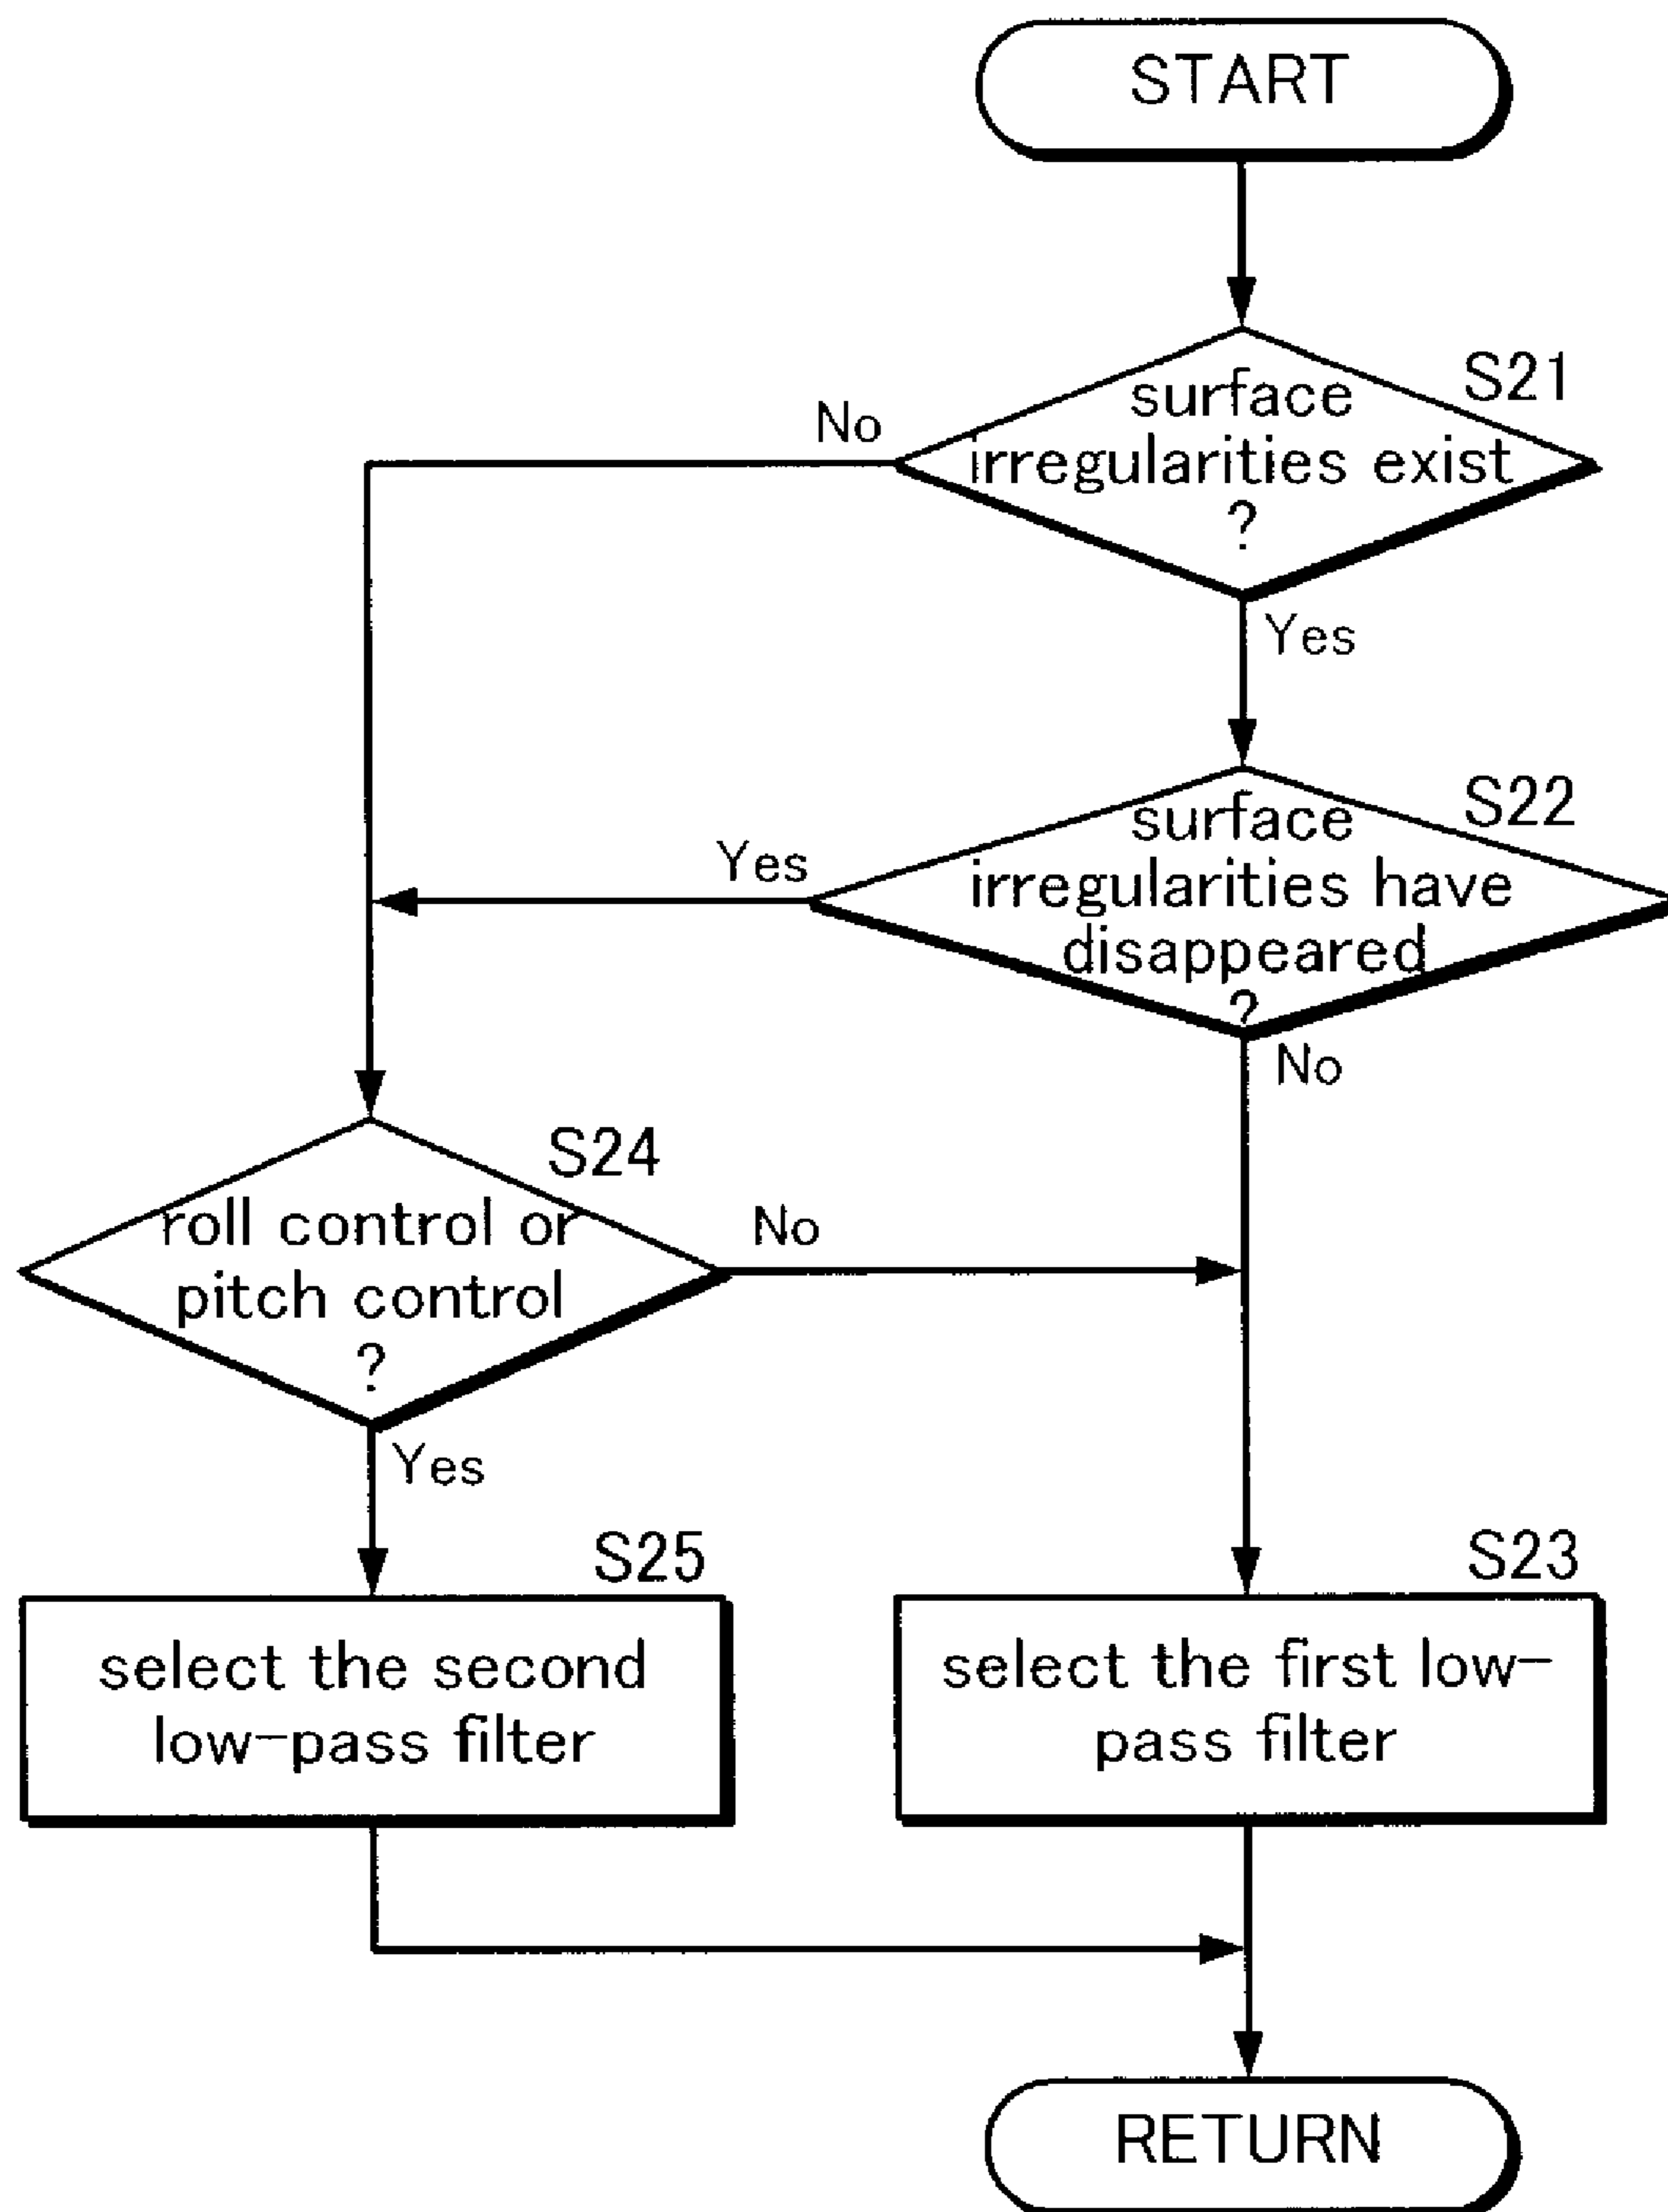 START
S21
surface
irregularities exist
?
No
Yes
S22
surface
irregularities have
disappeared
?
Yes
No
S24
roll control or
pitch control
?
No
Yes
S25
select the second
low-pass filter
S23
select the first low-
pass filter
RETURN